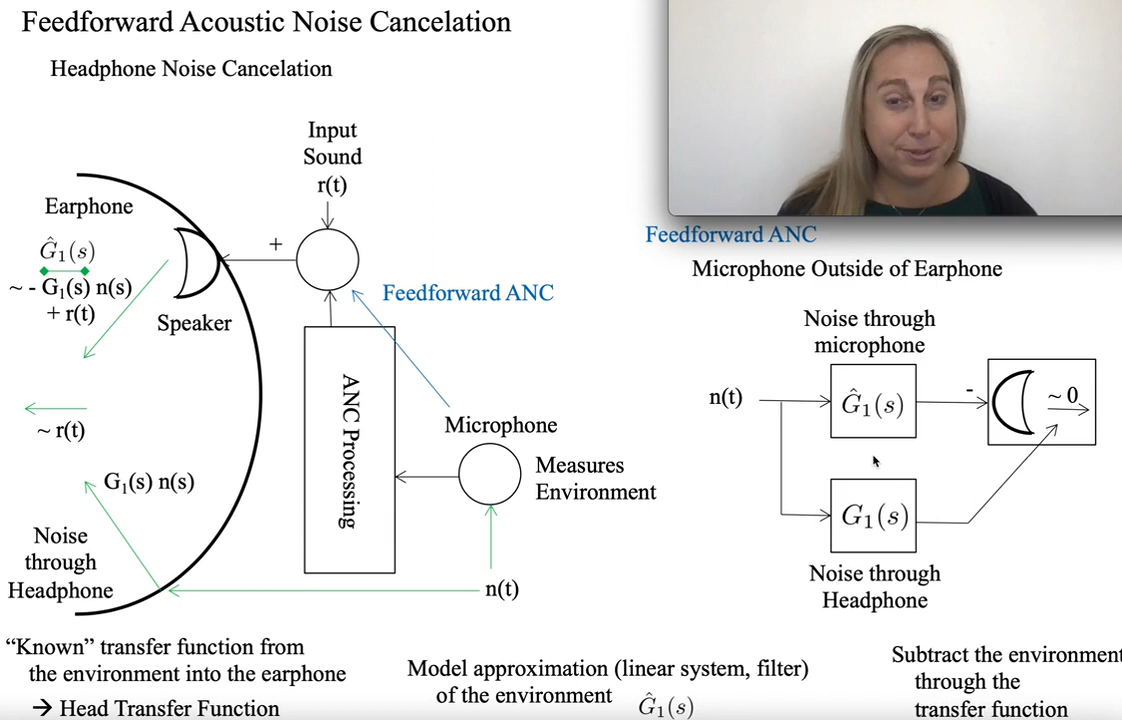 Feedforward Acoustic Noise Cancelation
Headphone Noise Cancelation
Input
Sound
r(t)
Earphone
Ĝ₁(s)
~ - G₁(s) n(s)
+ r(t)
+
Speaker
Feedforward ANC
ANC Processing
~ r(t)
Microphone
Measures
Environment
G₁(s) n(s)
Noise
through
Headphone
n(t)
"Known" transfer function from
the environment into the earphone
→ Head Transfer Function
Model approximation (linear system, filter)
of the environment Ĝ₁(s)
Feedforward ANC
Microphone Outside of Earphone
Noise through
microphone
n(t)
Ĝ₁(s)
-
~ 0
G₁(s)
Noise through
Headphone
Subtract the environment
through the
transfer function